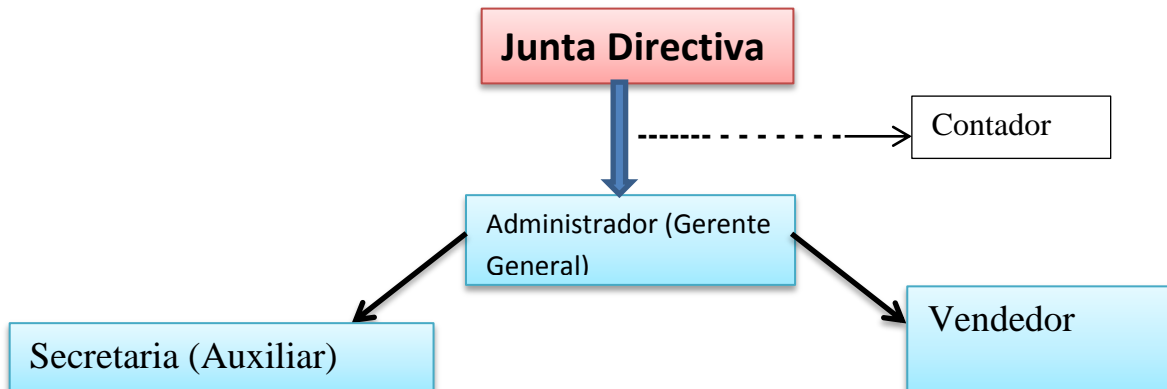 Junta Directiva
Contador
Administrador (Gerente
General)
Vendedor
Secretaria (Auxiliar)